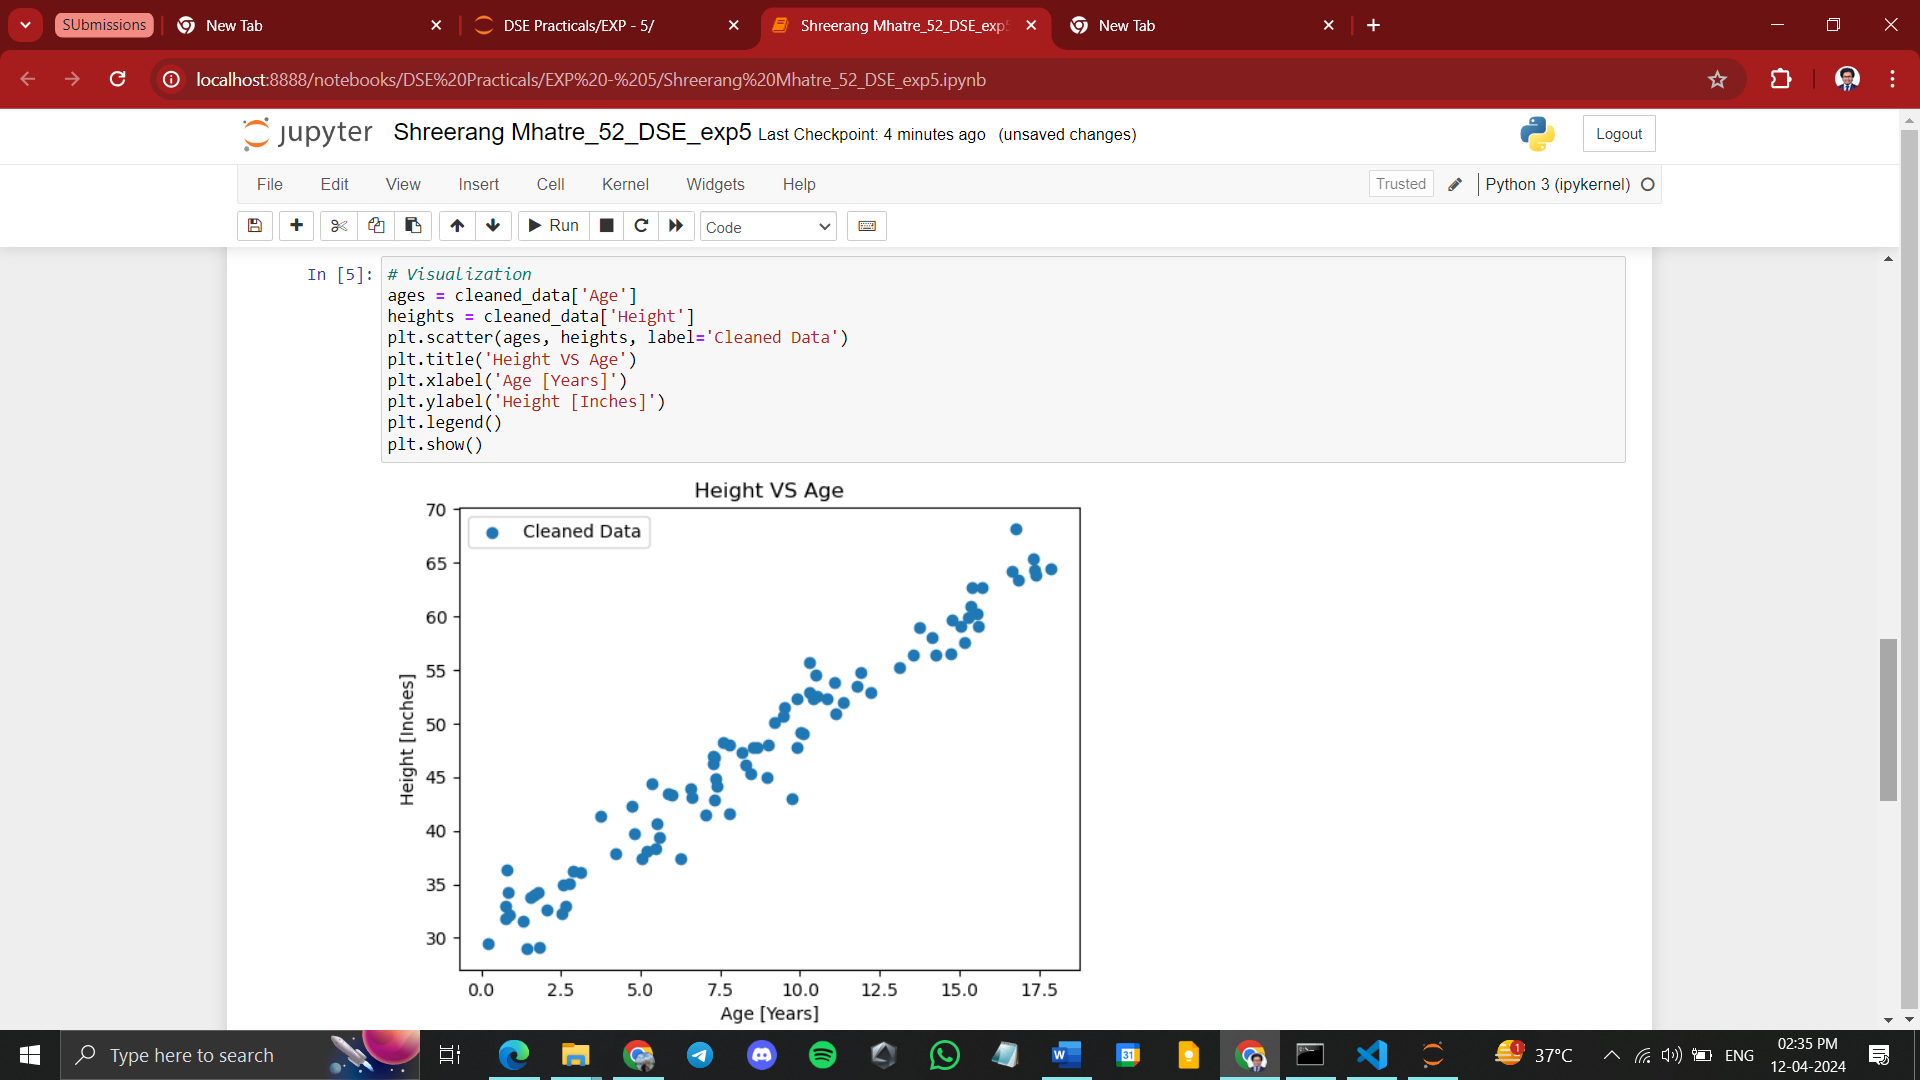 SUbmissions
New Tab
DSE Practicals/EXP - 5/
Shreerang Mhatre_52_DSE_exp5
New Tab
localhost:8888/notebooks/DSE%20Practicals/EXP%20-%205/Shreerang%20Mhatre_52_DSE_exp5.ipynb
jupyter Shreerang Mhatre_52_DSE_exp5 Last Checkpoint: 4 minutes ago (unsaved changes)
Logout
File Edit View Insert Cell Kernel Widgets Help
Trusted
Python 3 (ipykernel)
Run
Code
In [5]:
# Visualization
ages = cleaned_data['Age']
heights = cleaned_data['Height']
plt.scatter(ages, heights, label='Cleaned Data')
plt.title('Height VS Age')
plt.xlabel('Age [Years]')
plt.ylabel('Height [Inches]')
plt.legend()
plt.show()
Height VS Age
Cleaned Data
70
65
60
55
50
45
40
35
30
Height [Inches]
0.0 2.5 5.0 7.5 10.0 12.5 15.0 17.5
Age [Years]
Type here to search
31
1
37°C
ENG
02:35 PM
12-04-2024